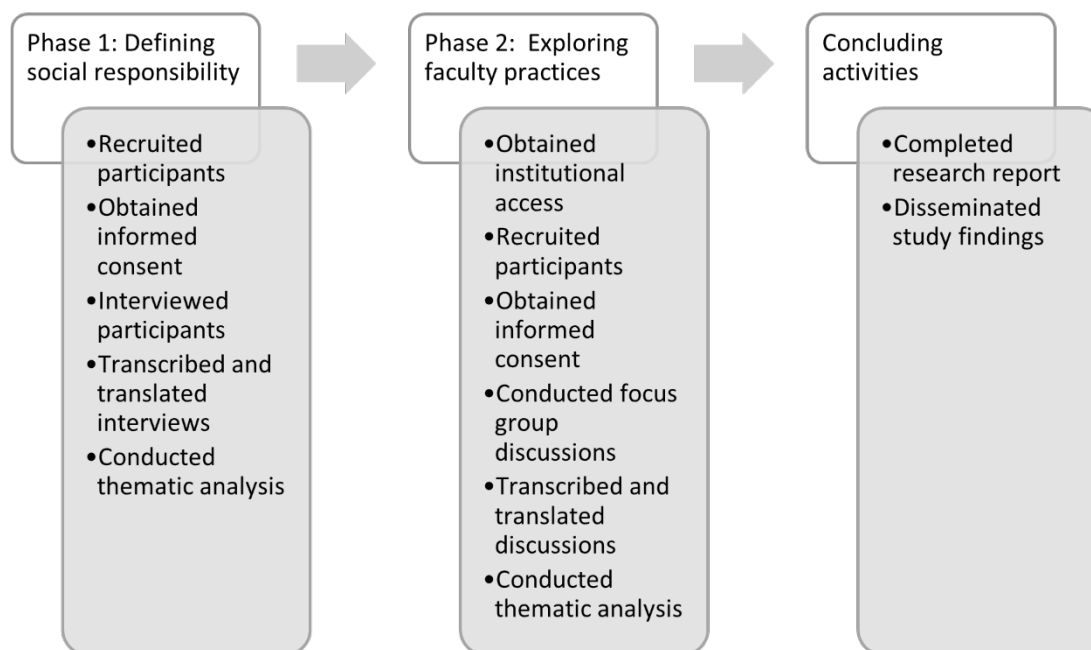 Phase 1: Defining
social responsibility
•Recruited
participants
•Obtained
informed
consent
•Interviewed
participants
•Transcribed and
translated
interviews
•Conducted
thematic analysis
Phase 2:  Exploring
faculty practices
•Obtained
institutional
access
•Recruited
participants
•Obtained
informed
consent
•Conducted focus
group
discussions
•Transcribed and
translated
discussions
•Conducted
thematic analysis
Concluding
activities
•Completed
research report
•Disseminated
study findings